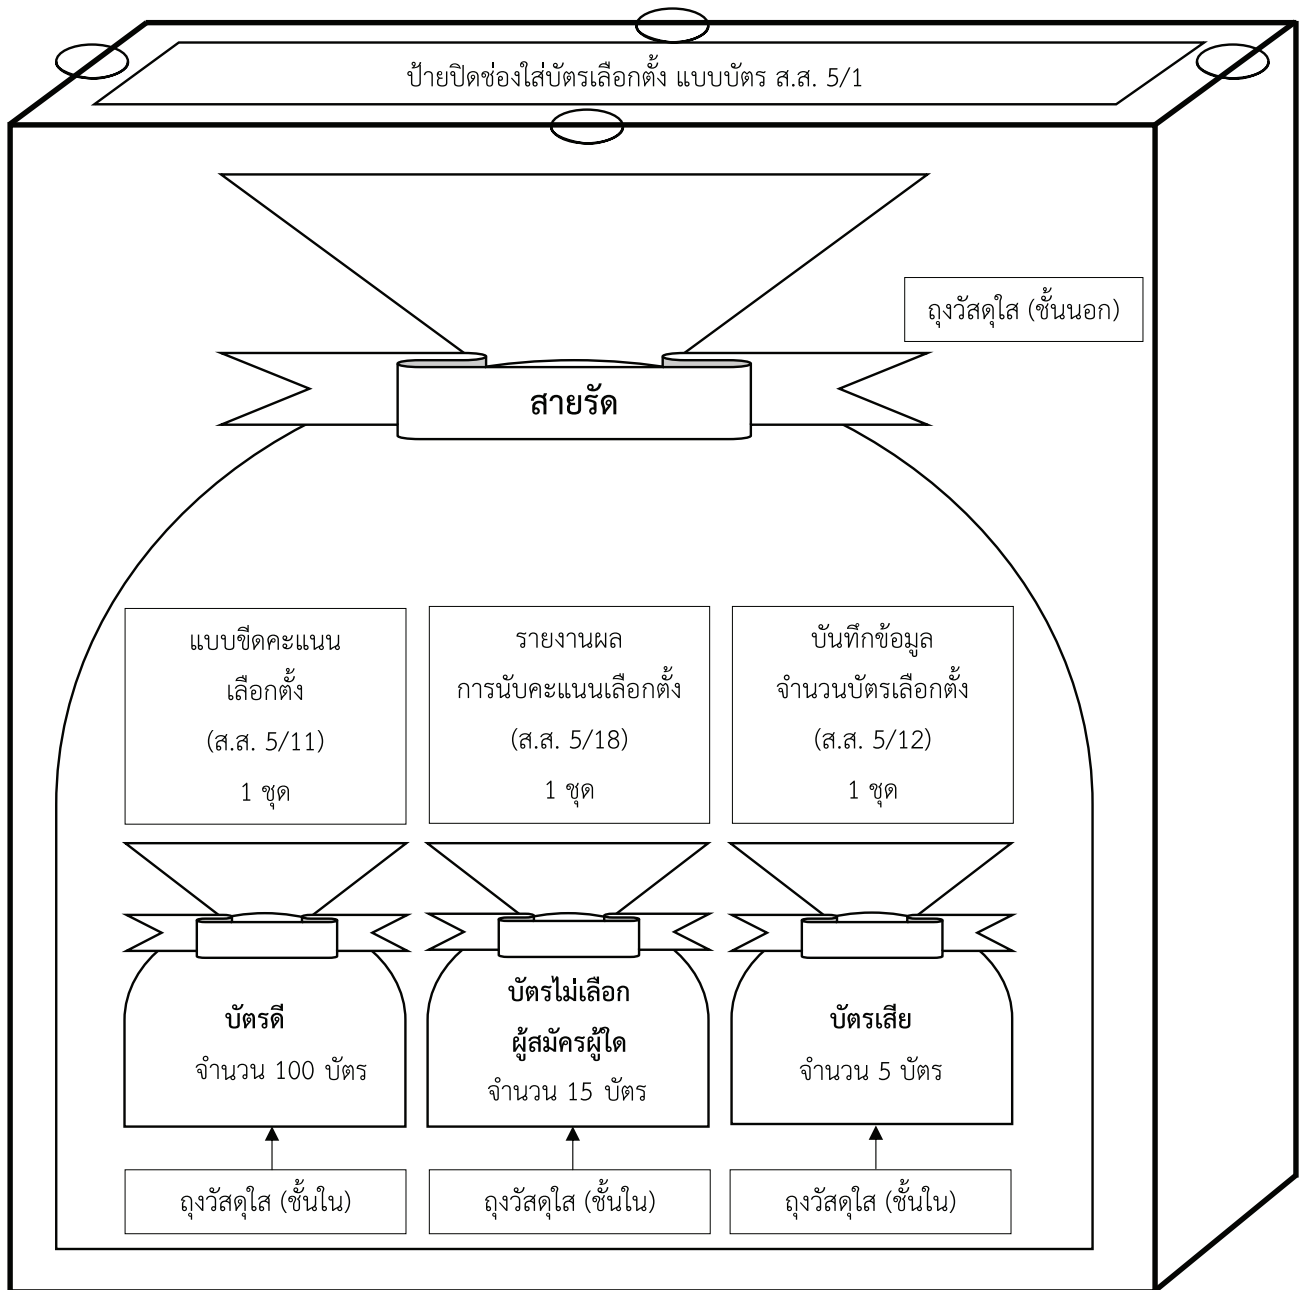 ป้ายปิดช่องใส่บัตรเลือกตั้ง แบบบัตร ส.ส. 5/1
ถุงวัสดุใส (ชั้นนอก)
สายรัด
แบบขีดคะแนน
เลือกตั้ง
(ส.ส. 5/11)
1 ชุด
รายงานผล
การนับคะแนนเลือกตั้ง
(ส.ส. 5/18)
1 ชุด
บันทึกข้อมูล
จำนวนบัตรเลือกตั้ง
(ส.ส. 5/12)
1 ชุด
บัตรดี
จำนวน 100 บัตร
บัตรไม่เลือก
ผู้สมัครผู้ใด
จำนวน 15 บัตร
บัตรเสีย
จำนวน 5 บัตร
ถุงวัสดุใส (ชั้นใน)
ถุงวัสดุใส (ชั้นใน)
ถุงวัสดุใส (ชั้นใน)